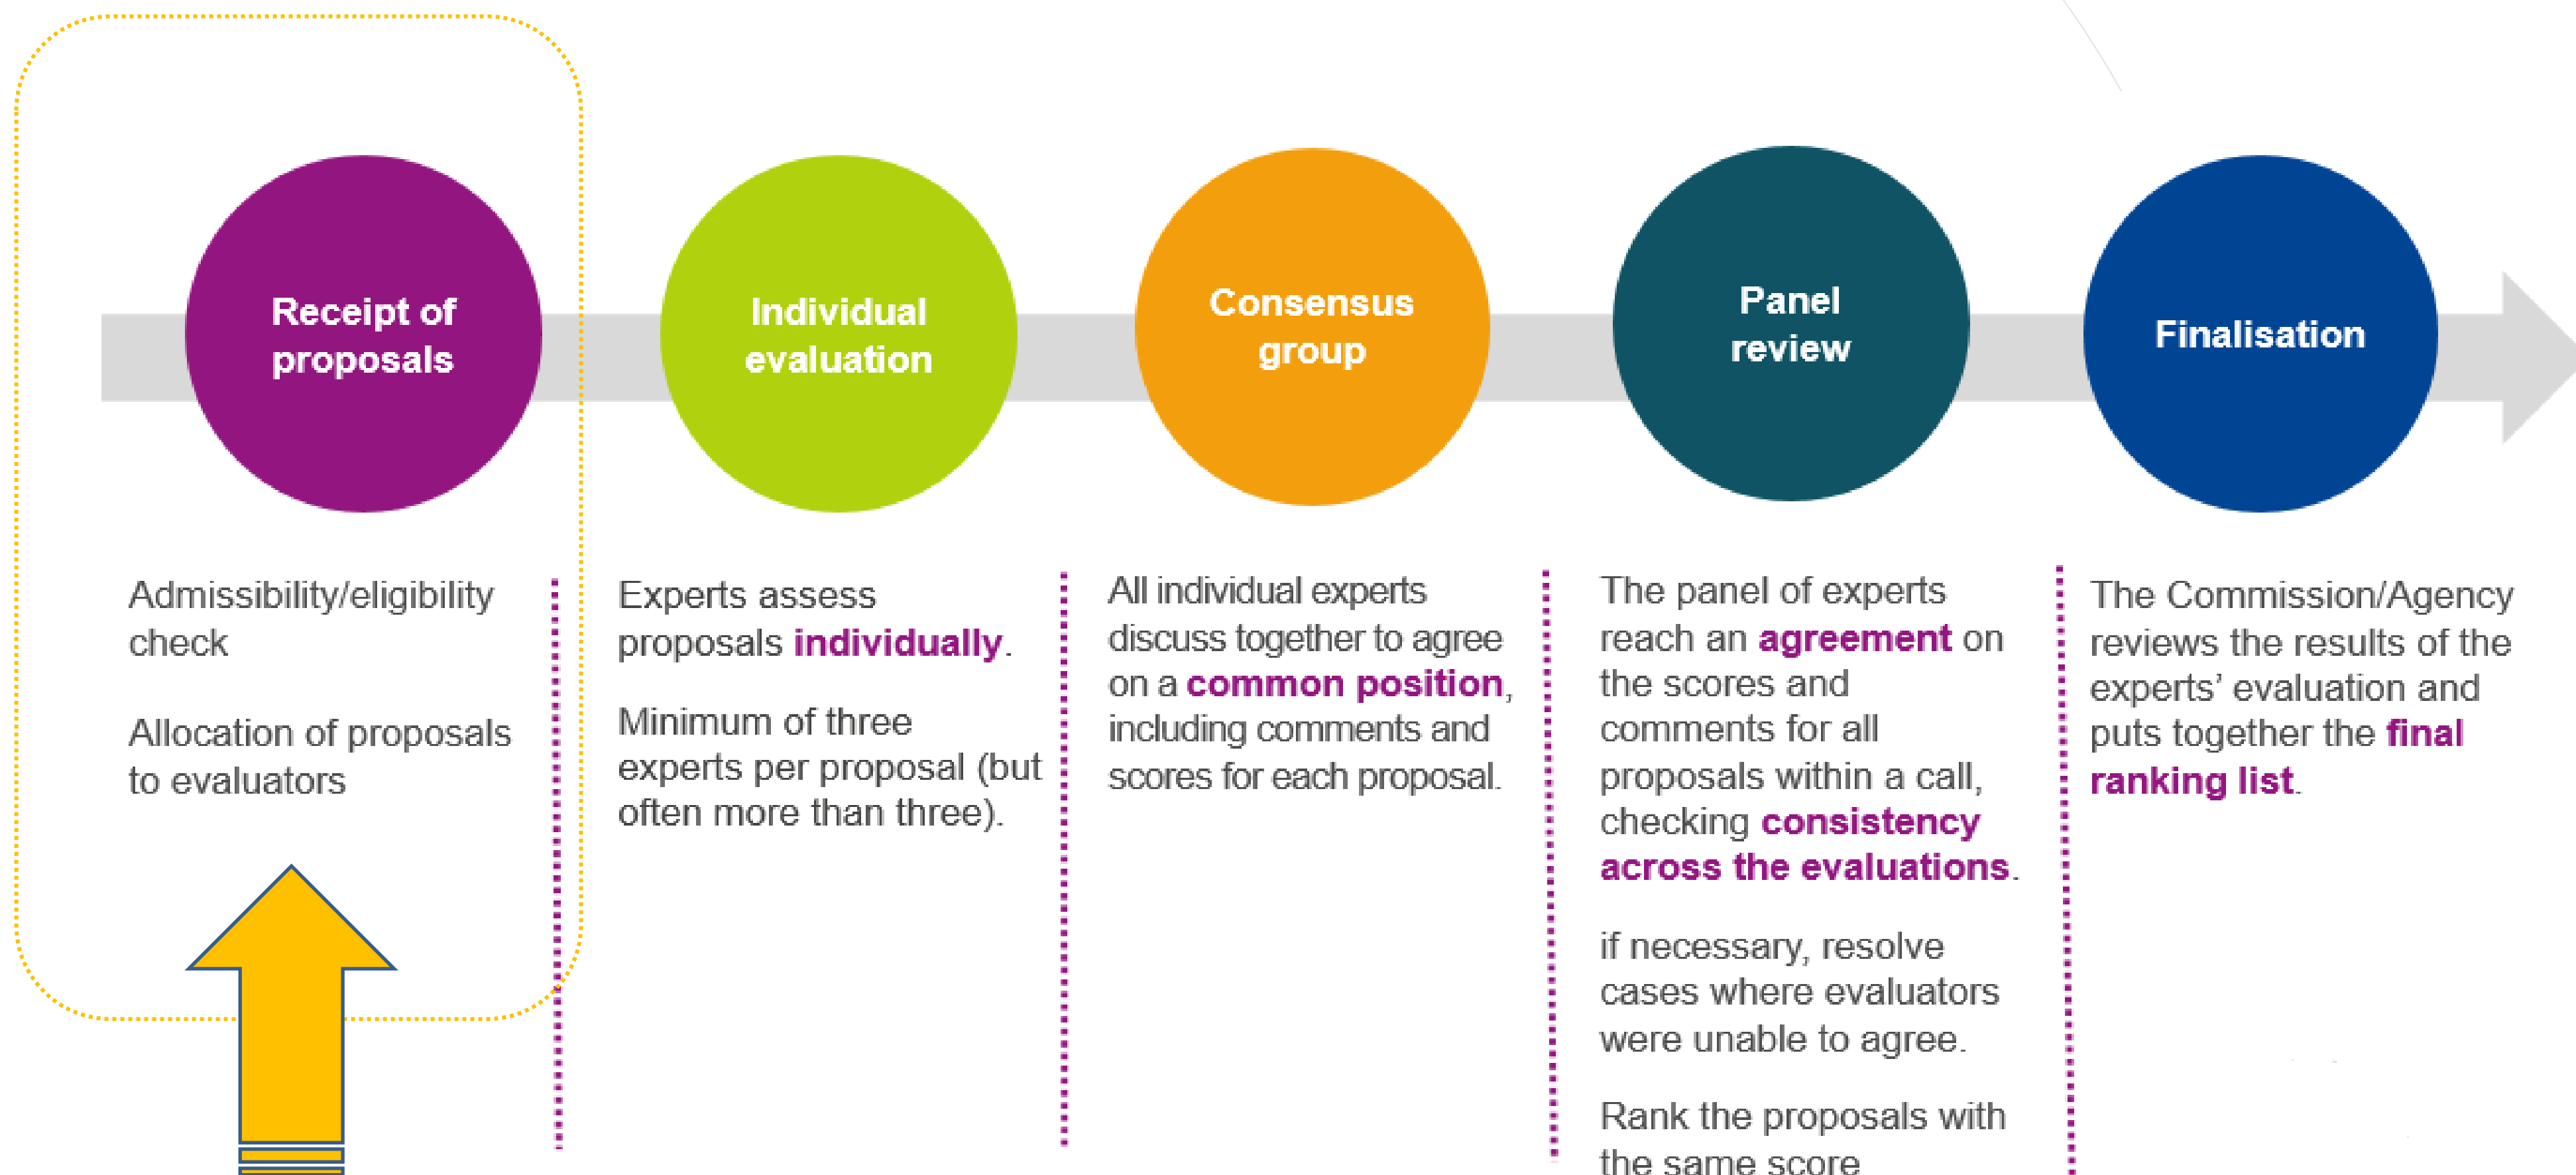 Receipt of
proposals
Individual
evaluation
Consensus
group
Panel
review
Finalisation
Admissibility/eligibility
check
Allocation of proposals
to evaluators
Experts assess
proposals individually.
Minimum of three
experts per proposal (but
often more than three).
All individual experts
discuss together to agree
on a common position,
including comments and
scores for each proposal.
The panel of experts
reach an agreement on
the scores and
comments for all
proposals within a call,
checking consistency
across the evaluations.
if necessary, resolve
cases where evaluators
were unable to agree.
Rank the proposals with
the same score
The Commission/Agency
reviews the results of the
experts’ evaluation and
puts together the final
ranking list.